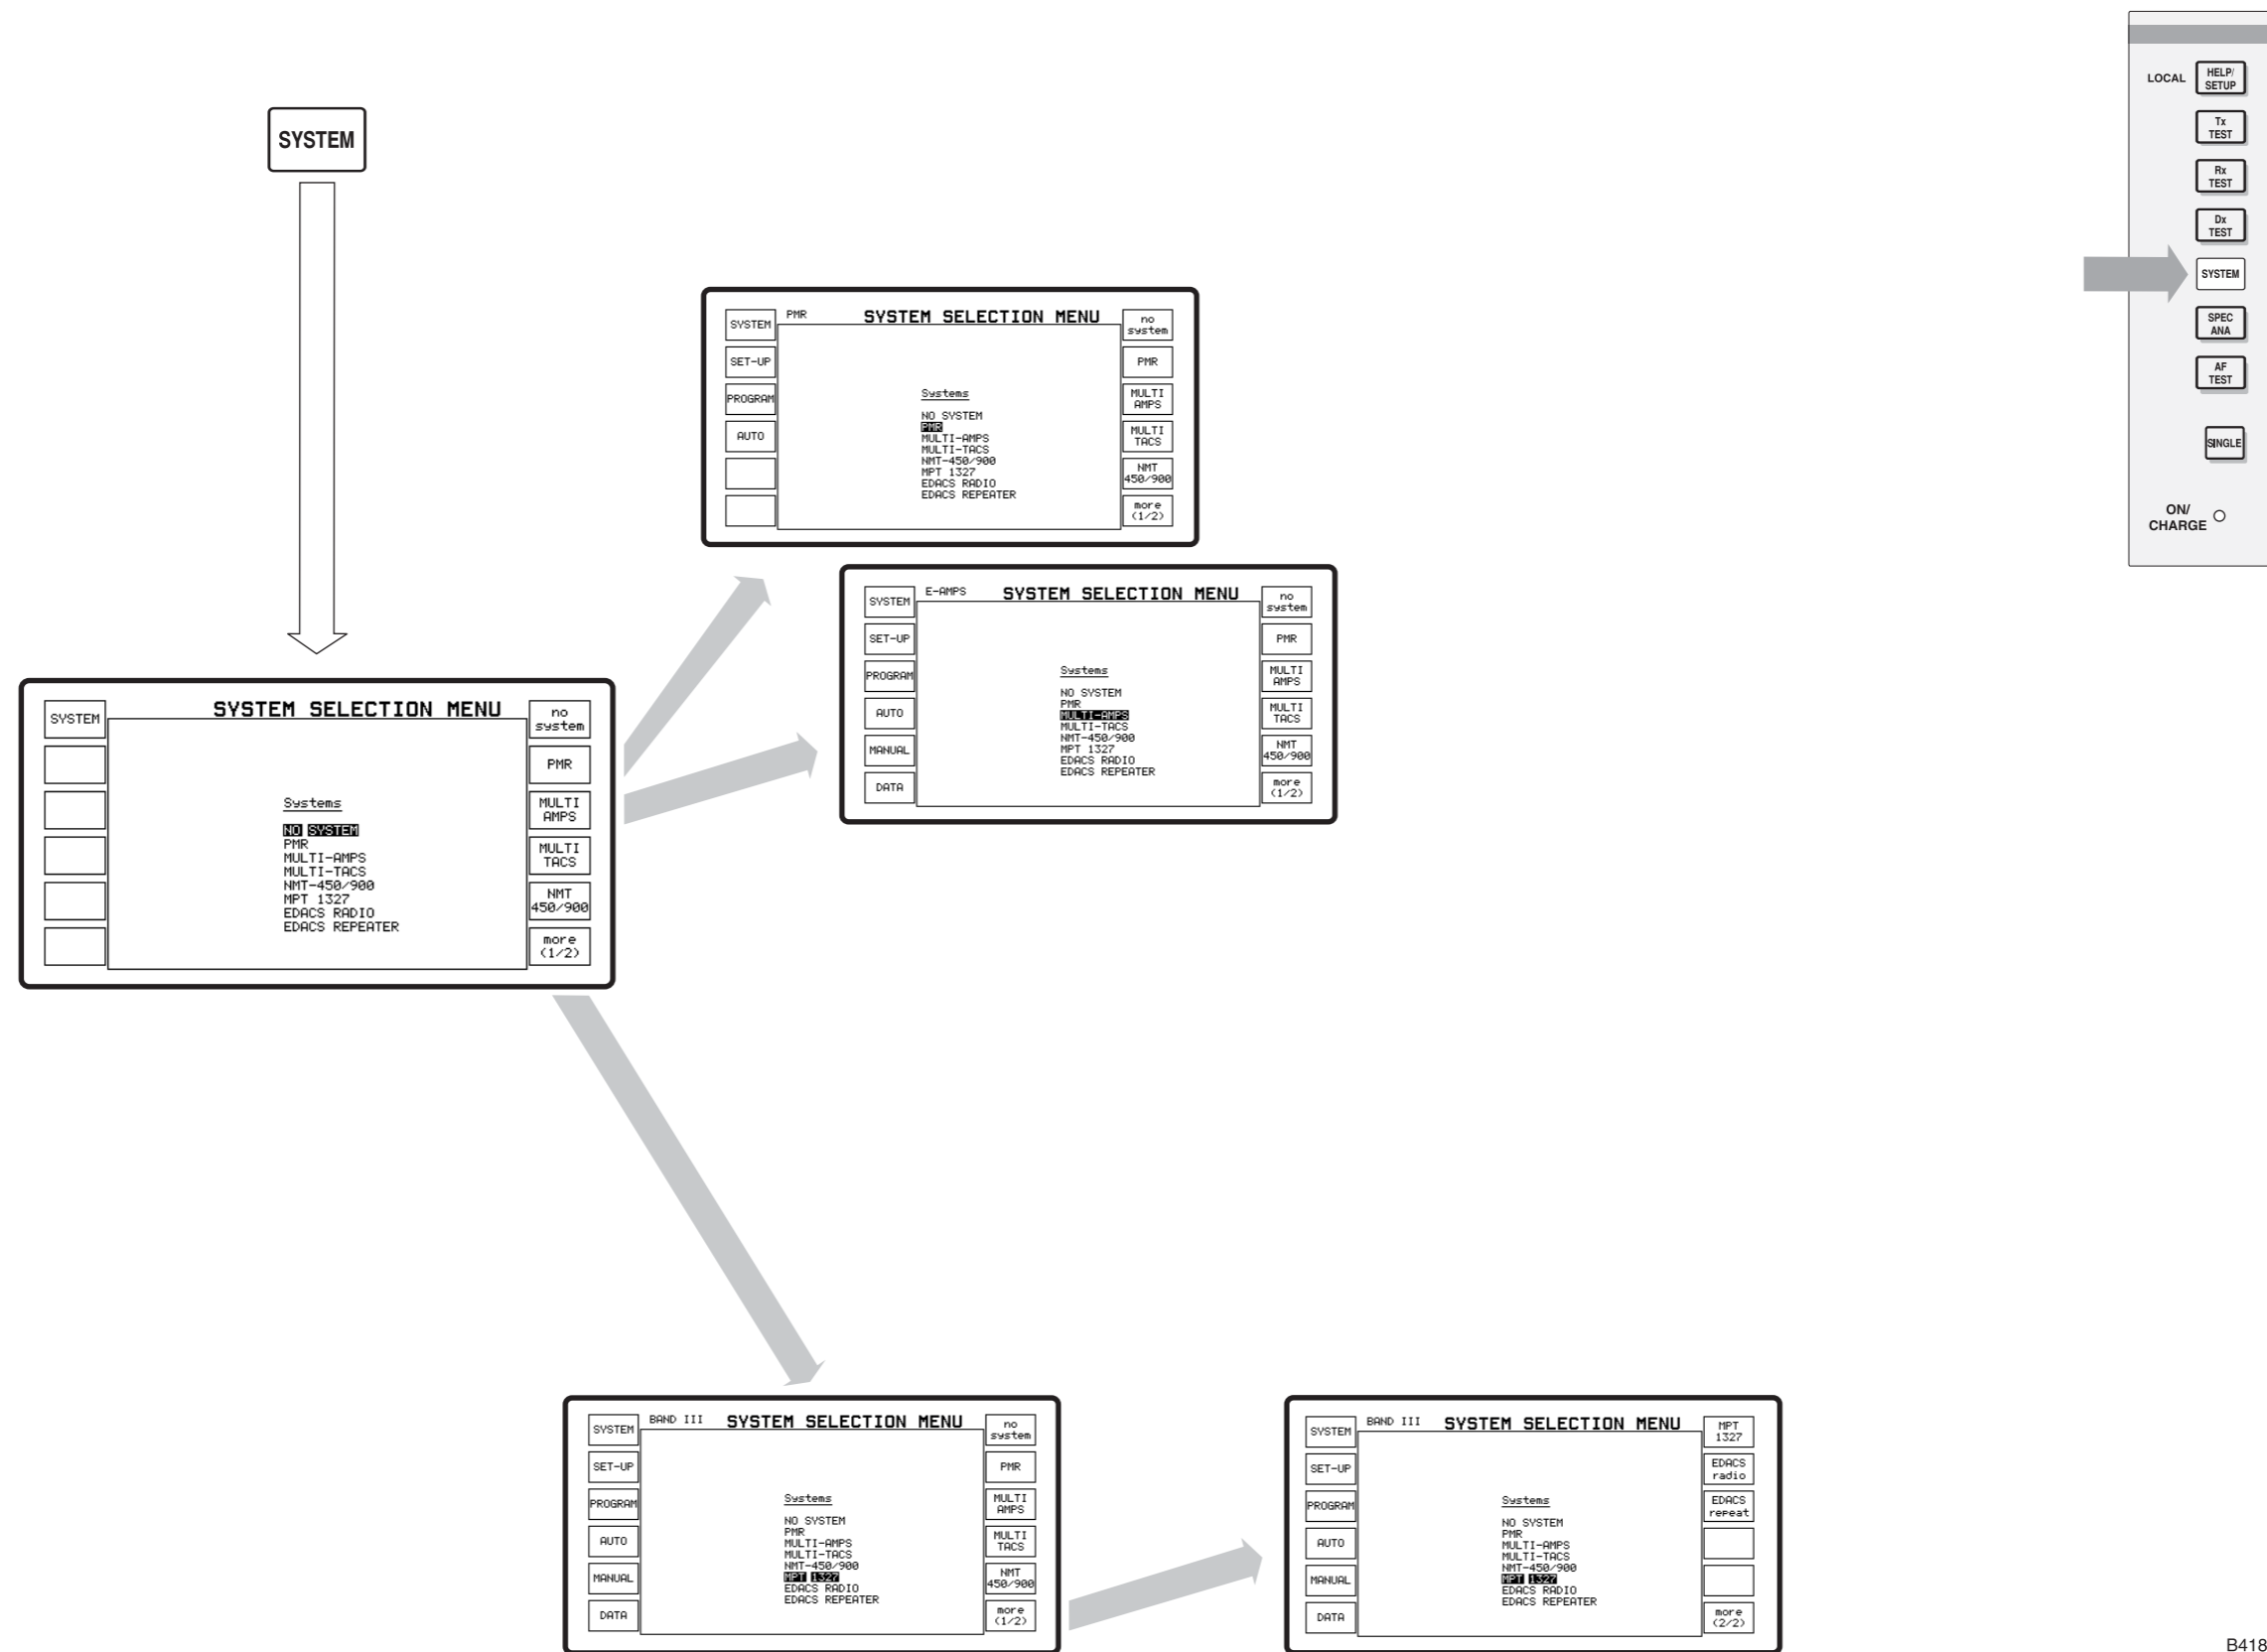 SYSTEM
LOCAL
HELP/
SETUP
Tx
TEST
Rx
TEST
Dx
TEST
SYSTEM
SPEC
ANA
AF
TEST
SINGLE
ON/
CHARGE
PMR
SYSTEM SELECTION MENU
SYSTEM
SET-UP
PROGRAM
AUTO
Systems
NO SYSTEM
PMR
MULTI-AMPS
MULTI-TACS
NMT-450/900
MPT 1327
EDACS RADIO
EDACS REPEATER
no
system
PMR
MULTI
AMPS
MULTI
TACS
NMT
450/900
more
(1/2)
E-AMPS
SYSTEM SELECTION MENU
SYSTEM
SET-UP
PROGRAM
AUTO
MANUAL
DATA
Systems
NO SYSTEM
PMR
MULTI-AMPS
MULTI-TACS
NMT-450/900
MPT 1327
EDACS RADIO
EDACS REPEATER
no
system
PMR
MULTI
AMPS
MULTI
TACS
NMT
450/900
more
(1/2)
SYSTEM SELECTION MENU
SYSTEM
Systems
NO SYSTEM
PMR
MULTI-AMPS
MULTI-TACS
NMT-450/900
MPT 1327
EDACS RADIO
EDACS REPEATER
no
system
PMR
MULTI
AMPS
MULTI
TACS
NMT
450/900
more
(1/2)
BAND III
SYSTEM SELECTION MENU
SYSTEM
SET-UP
PROGRAM
AUTO
MANUAL
DATA
Systems
NO SYSTEM
PMR
MULTI-AMPS
MULTI-TACS
NMT-450/900
MPT 1327
EDACS RADIO
EDACS REPEATER
no
system
PMR
MULTI
AMPS
MULTI
TACS
NMT
450/900
more
(1/2)
BAND III
SYSTEM SELECTION MENU
SYSTEM
SET-UP
PROGRAM
AUTO
MANUAL
DATA
Systems
NO SYSTEM
PMR
MULTI-AMPS
MULTI-TACS
NMT-450/900
MPT 1327
EDACS RADIO
EDACS REPEATER
MPT
1327
EDACS
radio
EDACS
repeat
more
(2/2)
B418